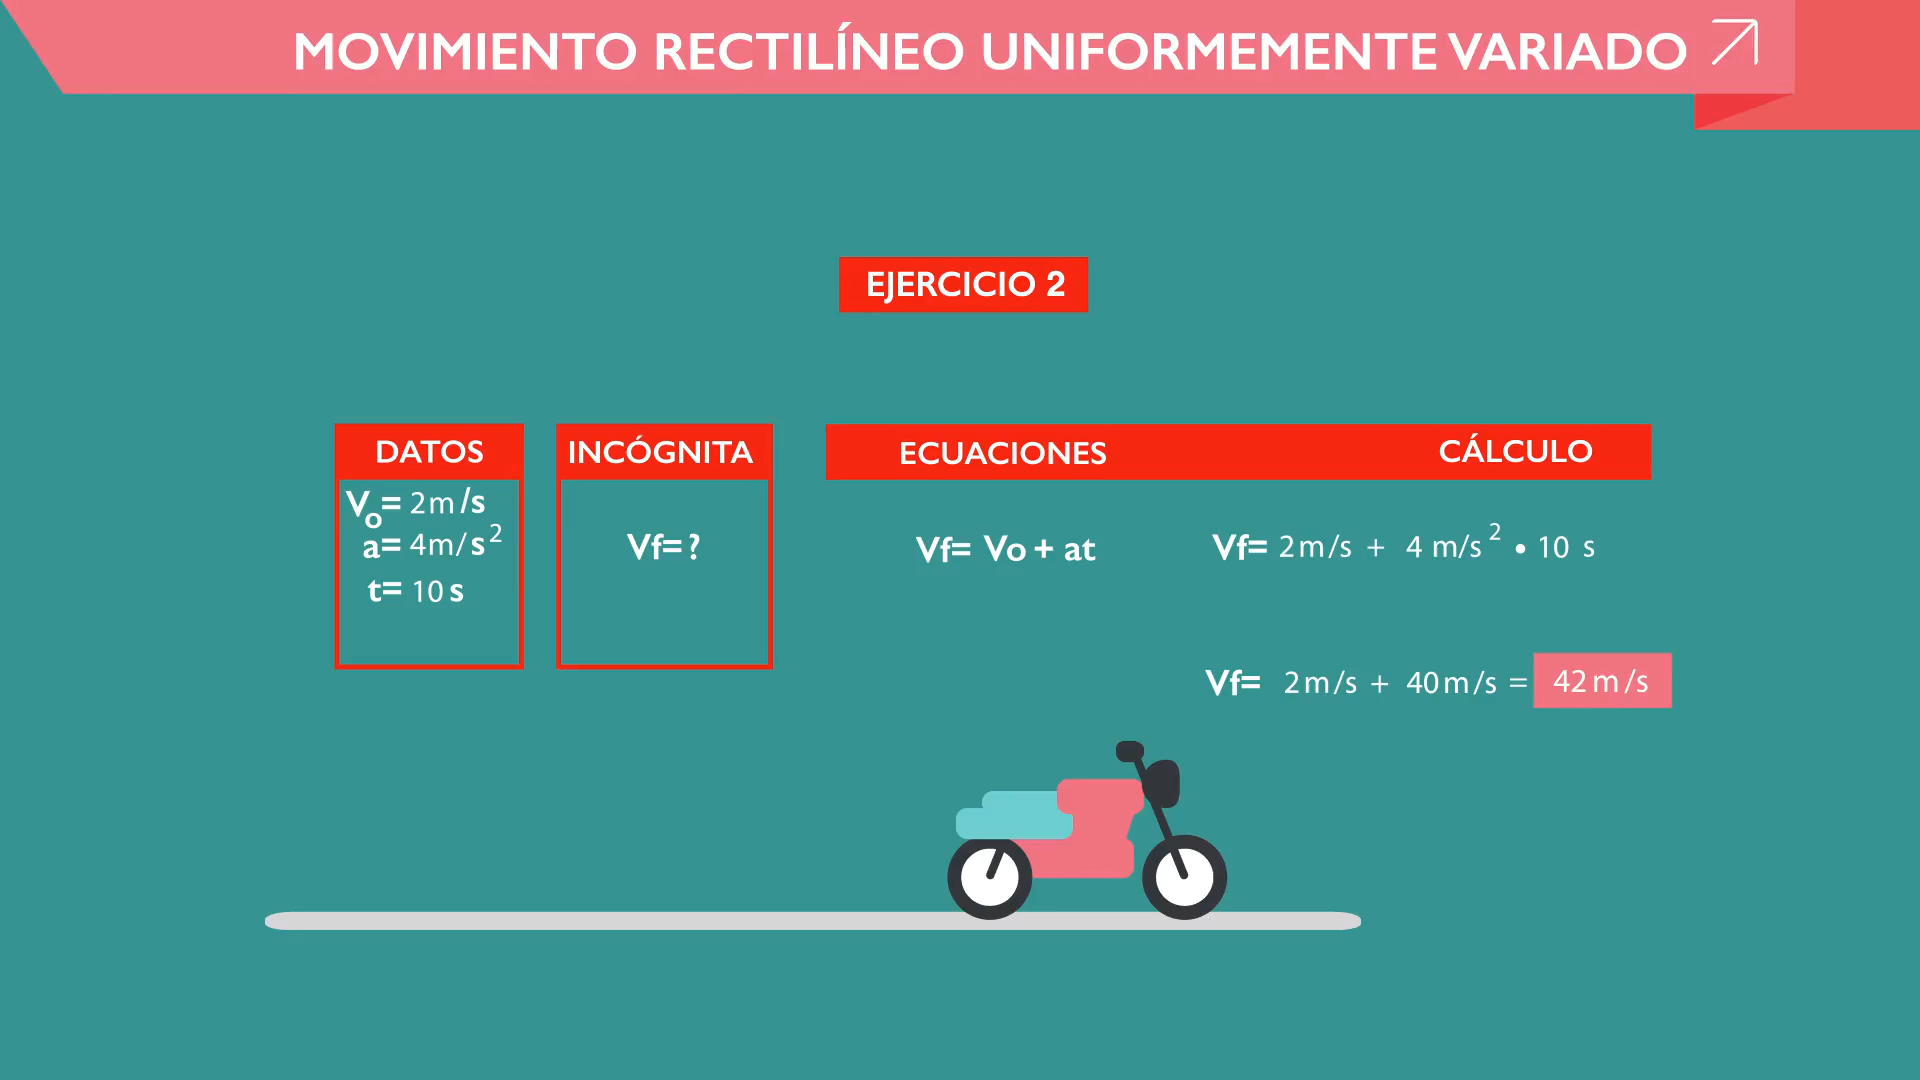 MOVIMIENTO RECTILÍNEO UNIFORMEMENTE VARIADO
EJERCICIO 2
DATOS
Vo= 2m/s
a= 4m/s²
t= 10 s
INCÓGNITA
Vf= ?
ECUACIONES
Vf= Vo + at
CÁLCULO
Vf= 2m/s + 4 m/s² • 10 s
Vf= 2m/s + 40m/s = 42m/s